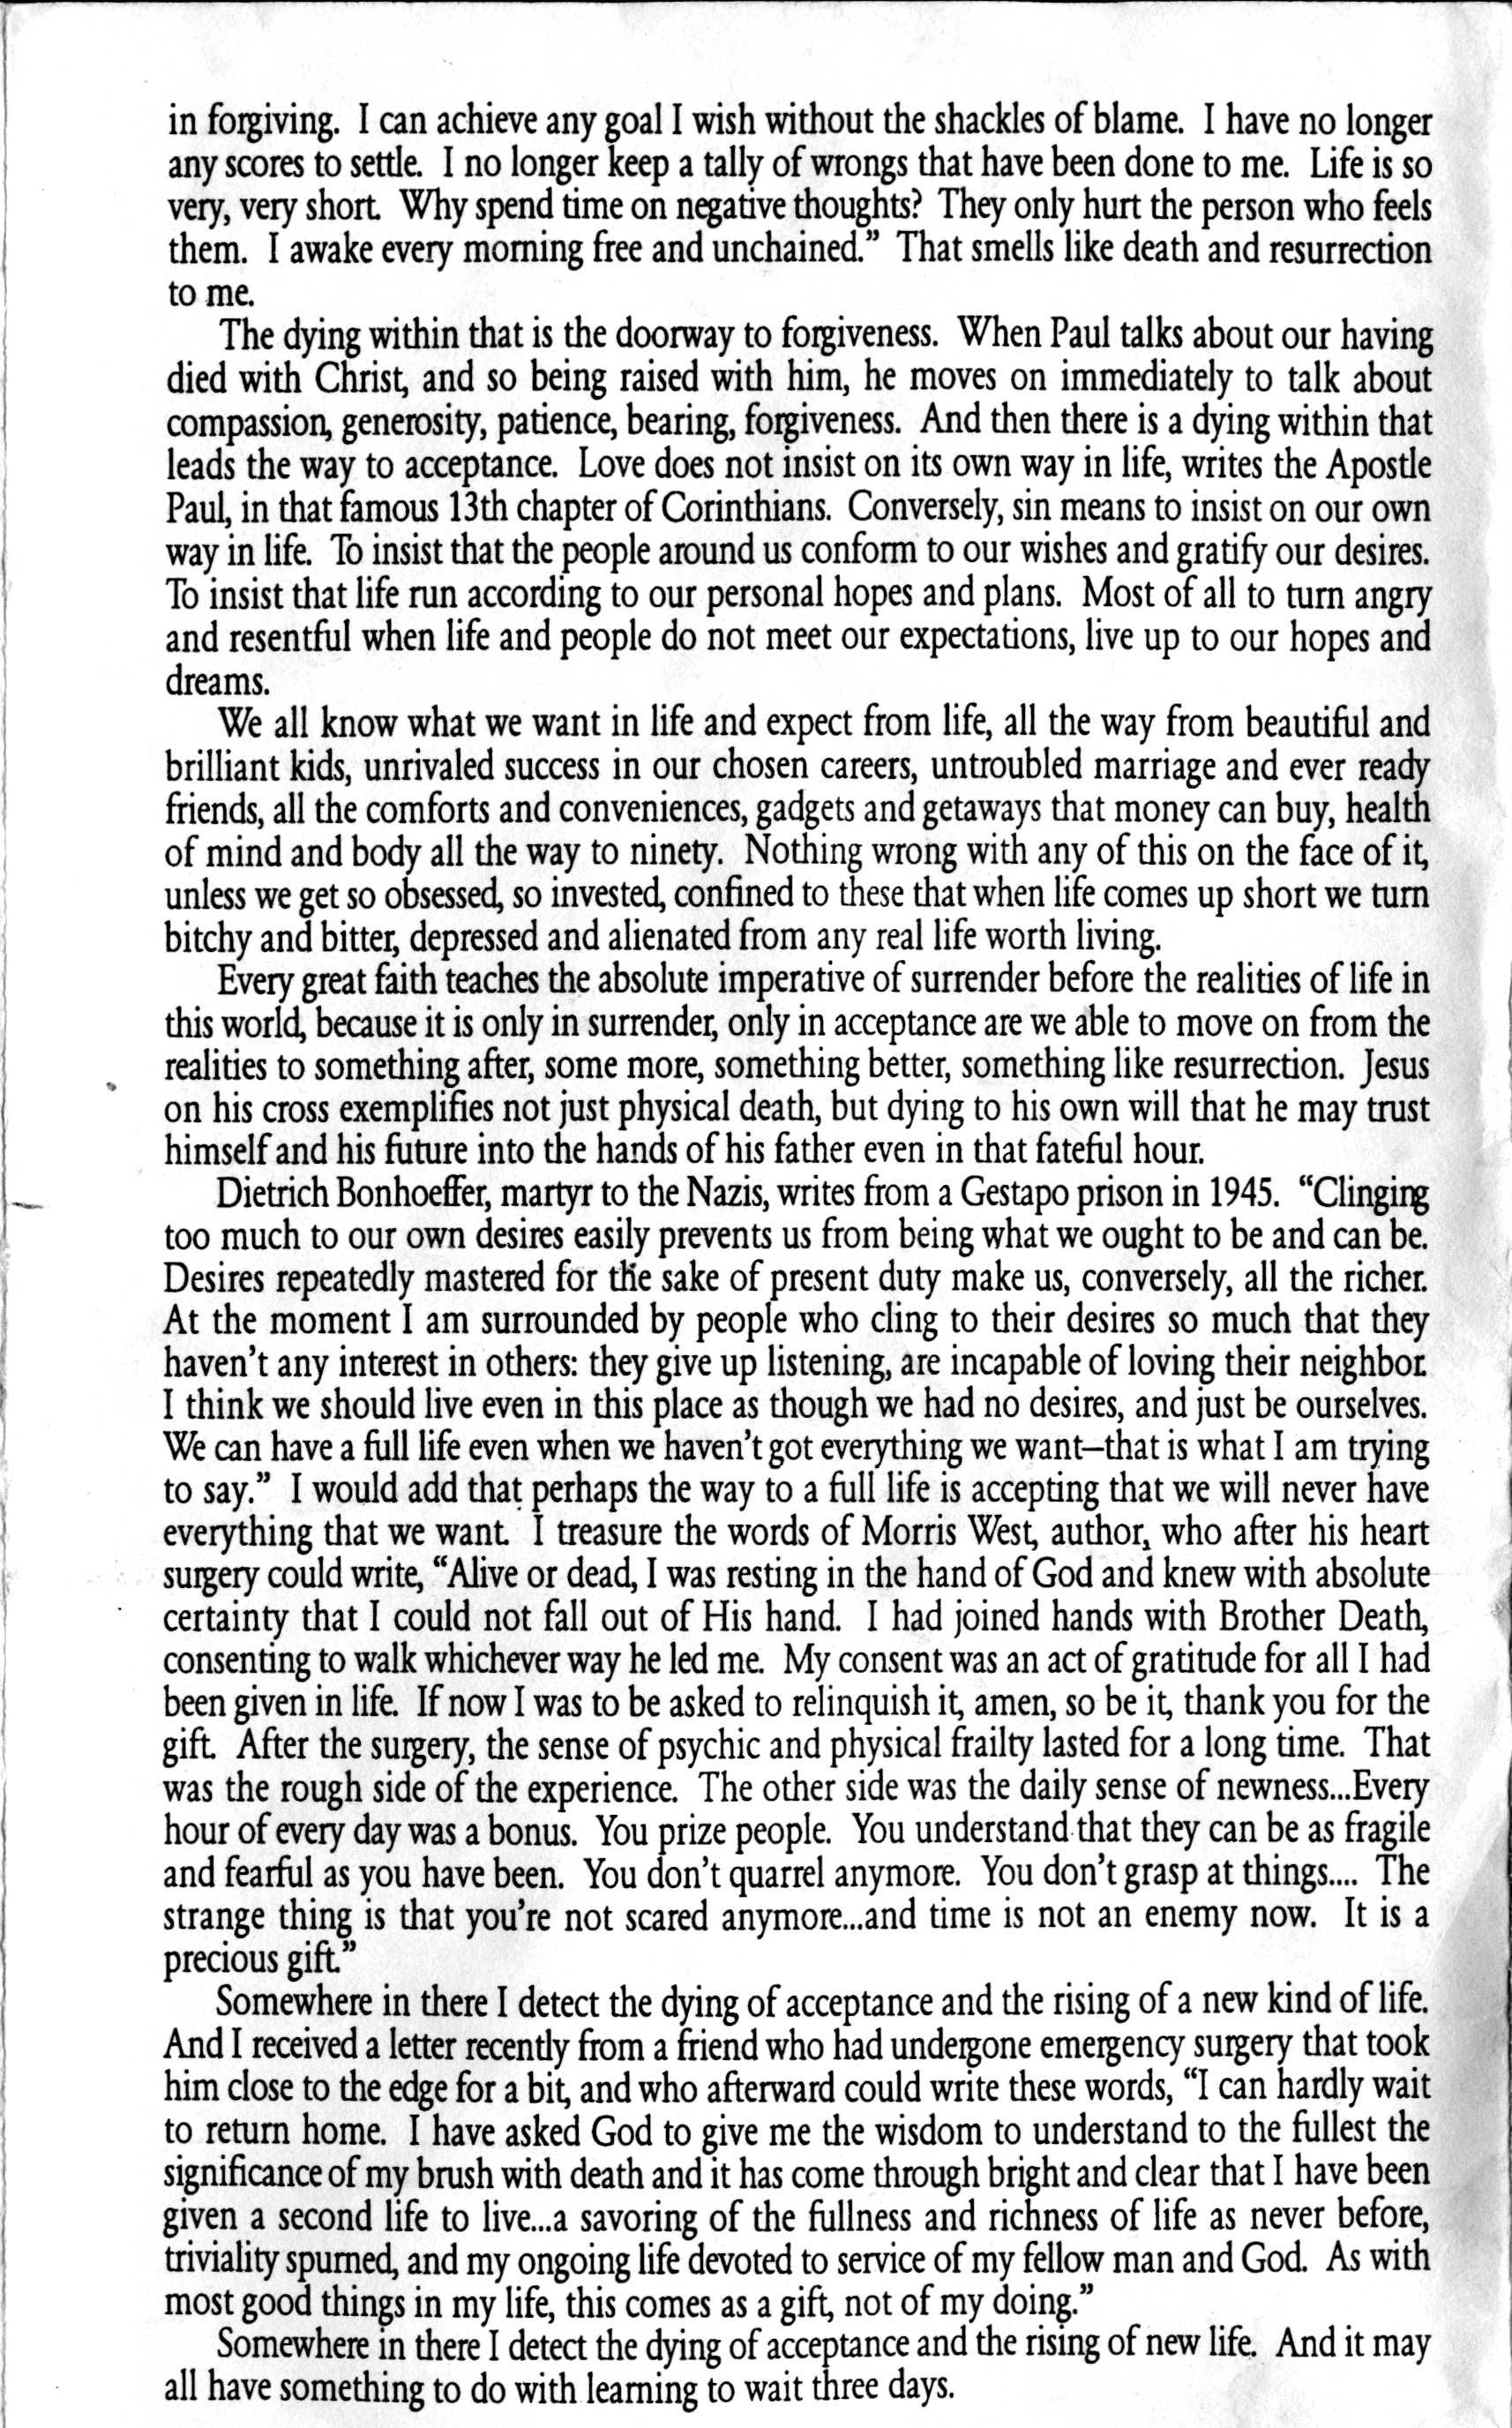 in forgiving. I can achieve any goal I wish without the shackles of blame. I have no longer
any scores to settle. I no longer keep a tally of wrongs that have been done to me. Life is so
very, very short. Why spend time on negative thoughts? They only hurt the person who feels
them. I awake every morning free and unchained.” That smells like death and resurrection
to me.
The dying within that is the doorway to forgiveness. When Paul talks about our having
died with Christ, and so being raised with him, he moves on immediately to talk about
compassion, generosity, patience, bearing, forgiveness. And then there is a dying within that
leads the way to acceptance. Love does not insist on its own way in life, writes the Apostle
Paul, in that famous 13th chapter of Corinthians. Conversely, sin means to insist on our own
way in life. To insist that the people around us conform to our wishes and gratify our desires.
To insist that life run according to our personal hopes and plans. Most of all to turn angry
and resentful when life and people do not meet our expectations, live up to our hopes and
dreams.
We all know what we want in life and expect from life, all the way from beautiful and
brilliant kids, unrivaled success in our chosen careers, untroubled marriage and ever ready
friends, all the comforts and conveniences, gadgets and getaways that money can buy, health
of mind and body all the way to ninety. Nothing wrong with any of this on the face of it,
unless we get so obsessed, so invested, confined to these that when life comes up short we turn
bitchy and bitter, depressed and alienated from any real life worth living.
Every great faith teaches the absolute imperative of surrender before the realities of life in
this world, because it is only in surrender, only in acceptance are we able to move on from the
realities to something after, some more, something better, something like resurrection. Jesus
on his cross exemplifies not just physical death, but dying to his own will that he may trust
himself and his future into the hands of his father even in that fateful hour.
Dietrich Bonhoeffer, martyr to the Nazis, writes from a Gestapo prison in 1945. “Clinging
too much to our own desires easily prevents us from being what we ought to be and can be.
Desires repeatedly mastered for the sake of present duty make us, conversely, all the richer.
At the moment I am surrounded by people who cling to their desires so much that they
haven’t any interest in others: they give up listening, are incapable of loving their neighbor.
I think we should live even in this place as though we had no desires, and just be ourselves.
We can have a full life even when we haven’t got everything we want–that is what I am trying
to say.” I would add that perhaps the way to a full life is accepting that we will never have
everything that we want. I treasure the words of Morris West, author, who after his heart
surgery could write, “Alive or dead, I was resting in the hand of God and knew with absolute
certainty that I could not fall out of His hand. I had joined hands with Brother Death,
consenting to walk whichever way he led me. My consent was an act of gratitude for all I had
been given in life. If now I was to be asked to relinquish it, amen, so be it, thank you for the
gift. After the surgery, the sense of psychic and physical frailty lasted for a long time. That
was the rough side of the experience. The other side was the daily sense of newness...Every
hour of every day was a bonus. You prize people. You understand that they can be as fragile
and fearful as you have been. You don’t quarrel anymore. You don’t grasp at things.... The
strange thing is that you’re not scared anymore...and time is not an enemy now. It is a
precious gift.”
Somewhere in there I detect the dying of acceptance and the rising of a new kind of life.
And I received a letter recently from a friend who had undergone emergency surgery that took
him close to the edge for a bit, and who afterward could write these words, “I can hardly wait
to return home. I have asked God to give me the wisdom to understand to the fullest the
significance of my brush with death and it has come through bright and clear that I have been
given a second life to live...a savoring of the fullness and richness of life as never before,
triviality spurned, and my ongoing life devoted to service of my fellow man and God. As with
most good things in my life, this comes as a gift, not of my doing.”
Somewhere in there I detect the dying of acceptance and the rising of new life. And it may
all have something to do with learning to wait three days.